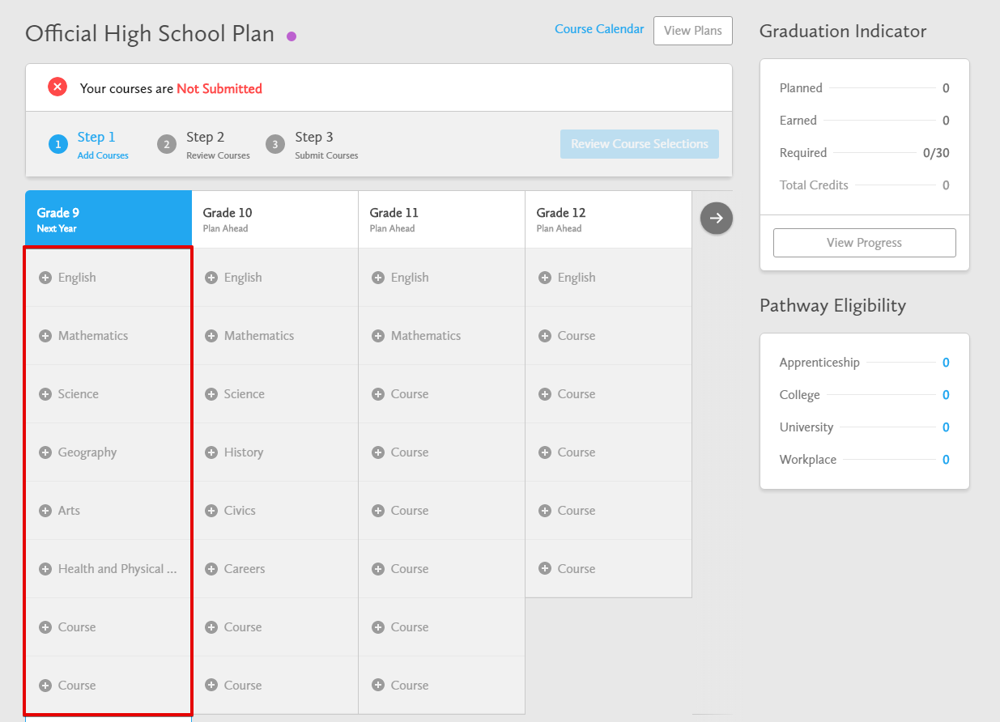 Official High School Plan
Course Calendar
View Plans
Your courses are Not Submitted
1 Step 1
Add Courses
2 Step 2
Review Courses
3 Step 3
Submit Courses
Review Course Selections
Grade 9
Next Year
English
Mathematics
Science
Geography
Arts
Health and Physical ...
Course
Course
Grade 10
Plan Ahead
English
Mathematics
Science
History
Civics
Careers
Course
Course
Grade 11
Plan Ahead
English
Mathematics
Course
Course
Course
Course
Course
Course
Grade 12
Plan Ahead
English
Course
Course
Course
Course
Course
Graduation Indicator
Planned 0
Earned 0
Required 0/30
Total Credits 0
View Progress
Pathway Eligibility
Apprenticeship 0
College 0
University 0
Workplace 0